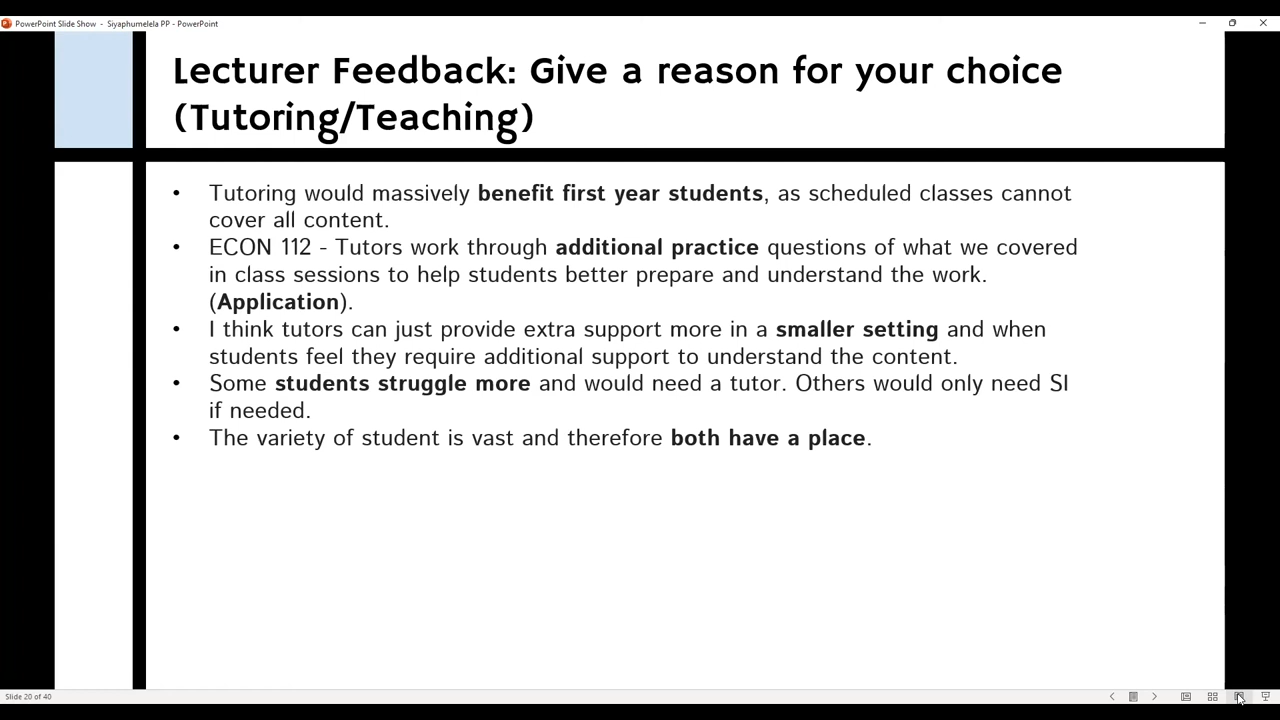 PowerPoint Slide Show - Siyaphumelela PP - PowerPoint
Lecturer Feedback: Give a reason for your choice
(Tutoring/Teaching)
• Tutoring would massively benefit first year students, as scheduled classes cannot
cover all content.
• ECON 112 - Tutors work through additional practice questions of what we covered
in class sessions to help students better prepare and understand the work.
(Application).
• I think tutors can just provide extra support more in a smaller setting and when
students feel they require additional support to understand the content.
• Some students struggle more and would need a tutor. Others would only need SI
if needed.
• The variety of student is vast and therefore both have a place.
Slide 20 of 40